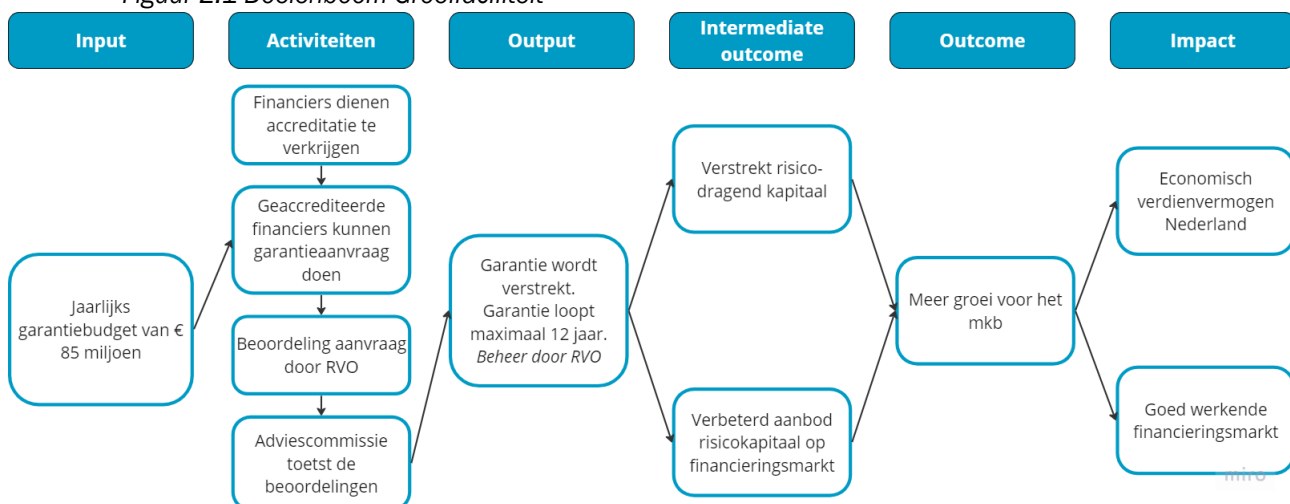 Figuur 2.1 Doelenboom Groeifaciliteit
Input
Activiteiten
Output
Intermediate
outcome
Outcome
Impact
Jaarlijks
garantiebudget van €
85 miljoen
Financiers dienen
accreditatie te
verkrijgen
Geaccrediteerde
financiers kunnen
garantieaanvraag
doen
Beoordeling aanvraag
door RVO
Adviescommissie
toetst de
beoordelingen
Garantie wordt
verstrekt.
Garantie loopt
maximaal 12 jaar.
Beheer door RVO
Verstrekt risico-
dragend kapitaal
Verbeterd aanbod
risicokapitaal op
financieringsmarkt
Meer groei voor het
mkb
Economisch
verdienvermogen
Nederland
Goed werkende
financieringsmarkt
miro